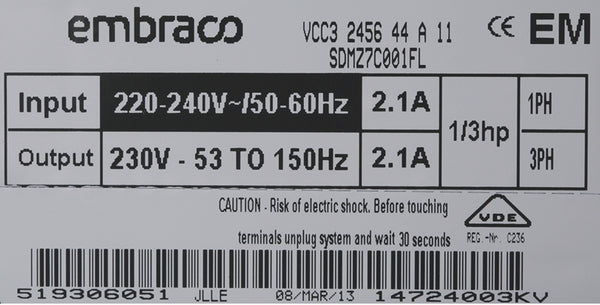 embraco VCC3 2456 44 A 11 CE EM
SDMZ7C001FL
Input 220-240V~/50-60Hz 2.1A 1/3hp 1PH
Output 230V - 53 TO 150Hz 2.1A 3PH
CAUTION - Risk of electric shock. Before touching
terminals unplug system and wait 30 seconds
VDE
REG.-Nr. C236
519306051 JLLE 08/MAR/13 14724003KV